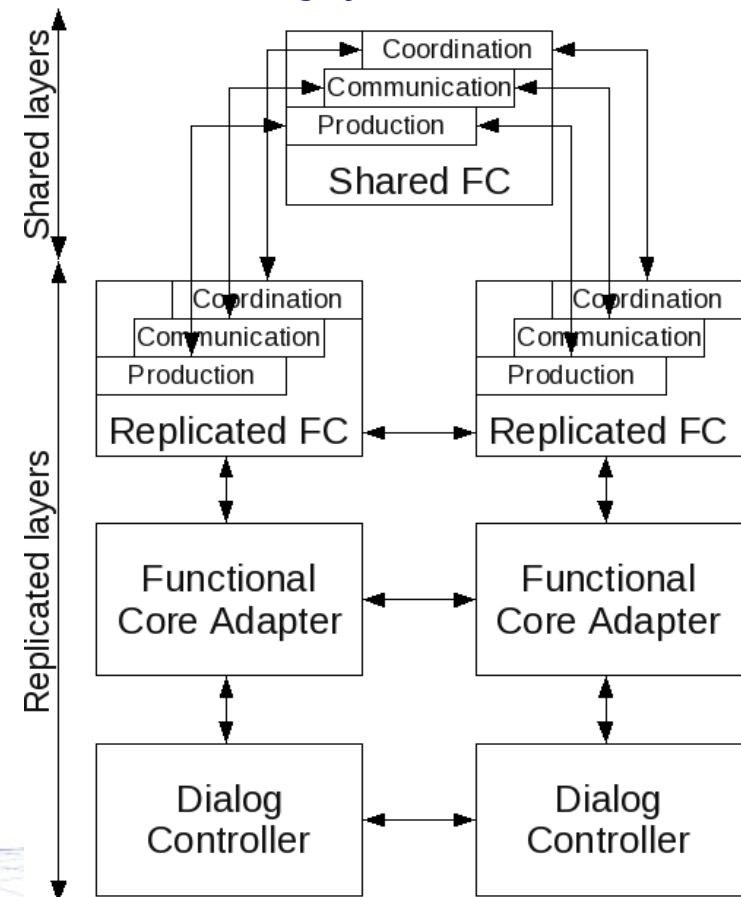 Shared layers
Coordination
Communication
Production
Shared FC
Replicated layers
Coordination
Communication
Production
Replicated FC
Coordination
Communication
Production
Replicated FC
Functional
Core Adapter
Functional
Core Adapter
Dialog
Controller
Dialog
Controller